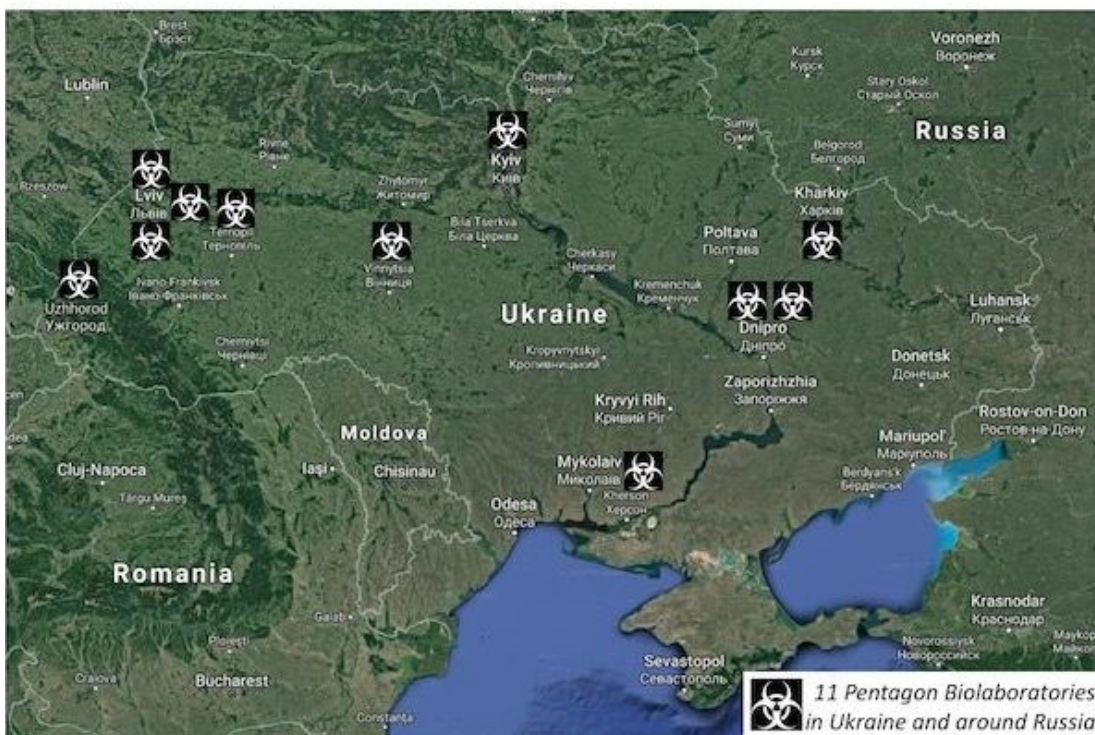 Brest
Брэст
Voronezh
Воронеж
Kursk
Курск
Lublin
Chernihiv
Чернігів
Stary Oskol
Старый Оскол
Sumy
Суми
Russia
Rivne
Рівне
Kyiv
Київ
Belgorod
Белгород
Rzeszow
Lviv
Львів
Zhytomyr
Житомир
Kharkiv
Харків
Ternopil
Тернопіль
Bila Tserkva
Біла Церква
Poltava
Полтава
Cherkasy
Черкаси
Vinnytsia
Вінниця
Ivano-Frankivsk
Івано-Франківськ
Kremenchuk
Кременчук
Uzhhorod
Ужгород
Ukraine
Luhansk
Луганськ
Chernivtsi
Чернівці
Dnipro
Дніпро
Kropyvnytskyi
Кропивницький
Donetsk
Донецьк
Zaporizhzhia
Запоріжжя
Kryvyi Rih
Кривий Ріг
Rostov-on-Don
Ростов-на-Дону
Moldova
Mariupol'
Маріуполь
Cluj-Napoca
Iaşi
Chisinau
Mykolaiv
Миколаїв
Berdyans'k
Бердянськ
Târgu Mureș
Kherson
Херсон
Odesa
Одеса
Romania
Krasnodar
Краснодар
Galați
Ploiești
Novorossiysk
Новороссийск
Craiova
Bucharest
Sevastopol
Севастополь
Constanța
11 Pentagon Biolaboratories
in Ukraine and around Russia